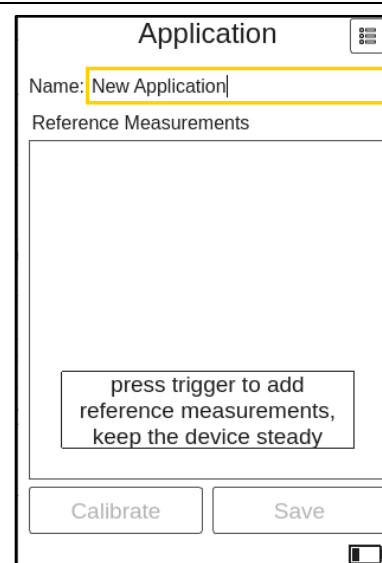 Application
Name: New Application
Reference Measurements
press trigger to add
reference measurements,
keep the device steady
Calibrate
Save